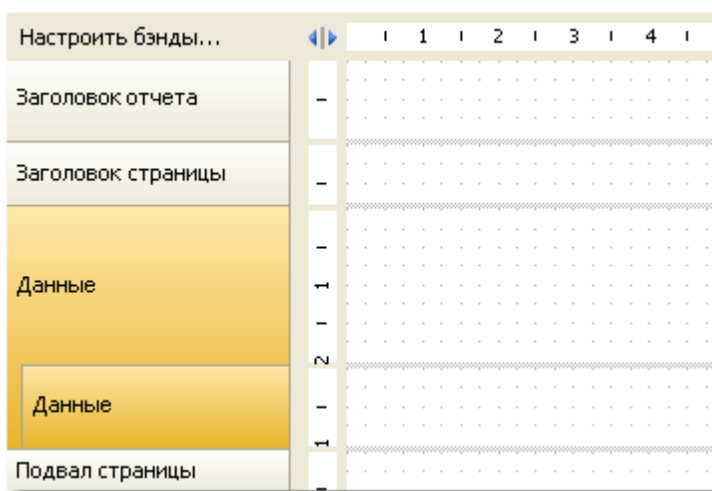 Настроить бэнды... 1 2 3 4
Заголовок отчета
Заголовок страницы
Данные
1
2
Данные
1
Подвал страницы